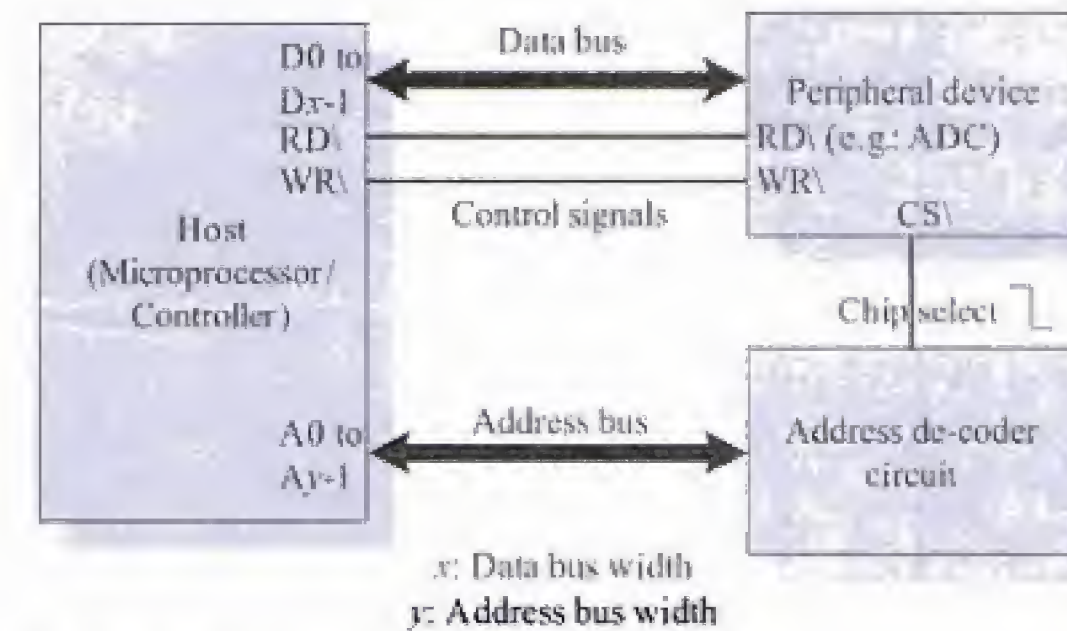 D0 to
Dx-1
RD\
WR\
Host
(Microprocessor/
Controller)
A0 to
Ay-1
Data bus
Control signals
Address bus
Peripheral device
RD\ (e.g.: ADC)
WR\
CS\
Chip select
Address de-coder
circuit
x: Data bus width
y: Address bus width